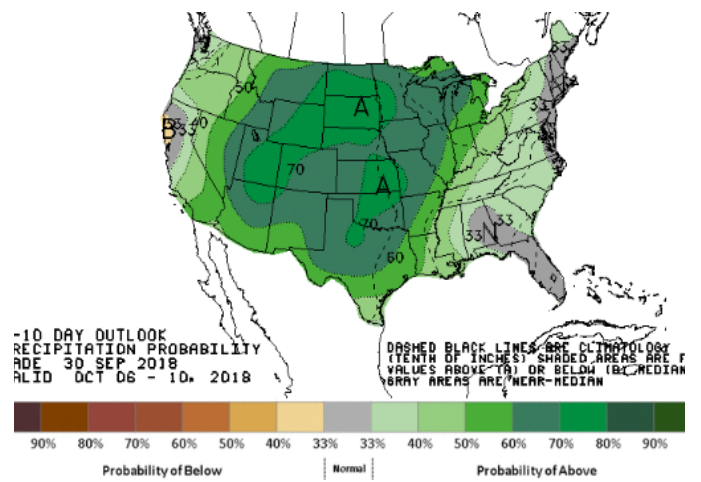 50
A
B
33
40
33
70
A
70
60
33
33
N
-10 DAY OUTLOOK
RECIPITATION PROBABILITY
ADE 30 SEP 2018
ALID OCT 06 - 10, 2018
DASHED BLACK LINES ARE CLIMATOLOGY
(TENTH OF INCHES) SHADED AREAS ARE F
VALUES ABOVE (A) OR BELOW (B) MEDIAN
GRAY AREAS ARE NEAR-MEDIAN
90% 80% 70% 60% 50% 40% 33% 33% 40% 50% 60% 70% 80% 90%
Probability of Below Normal Probability of Above